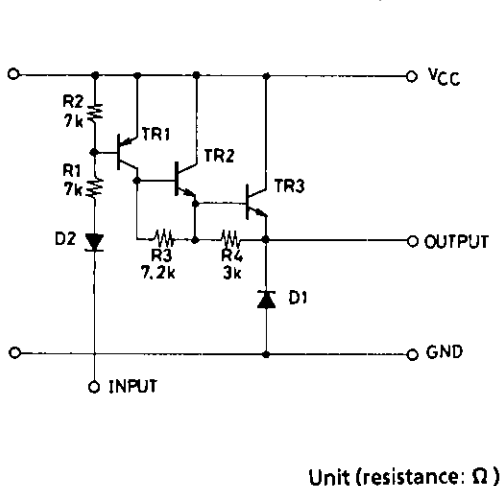 VCC
R2
7k
TR1
TR2
R1
7k
TR3
D2
R3
7.2k
R4
3k
OUTPUT
D1
GND
INPUT
Unit (resistance: Ω)